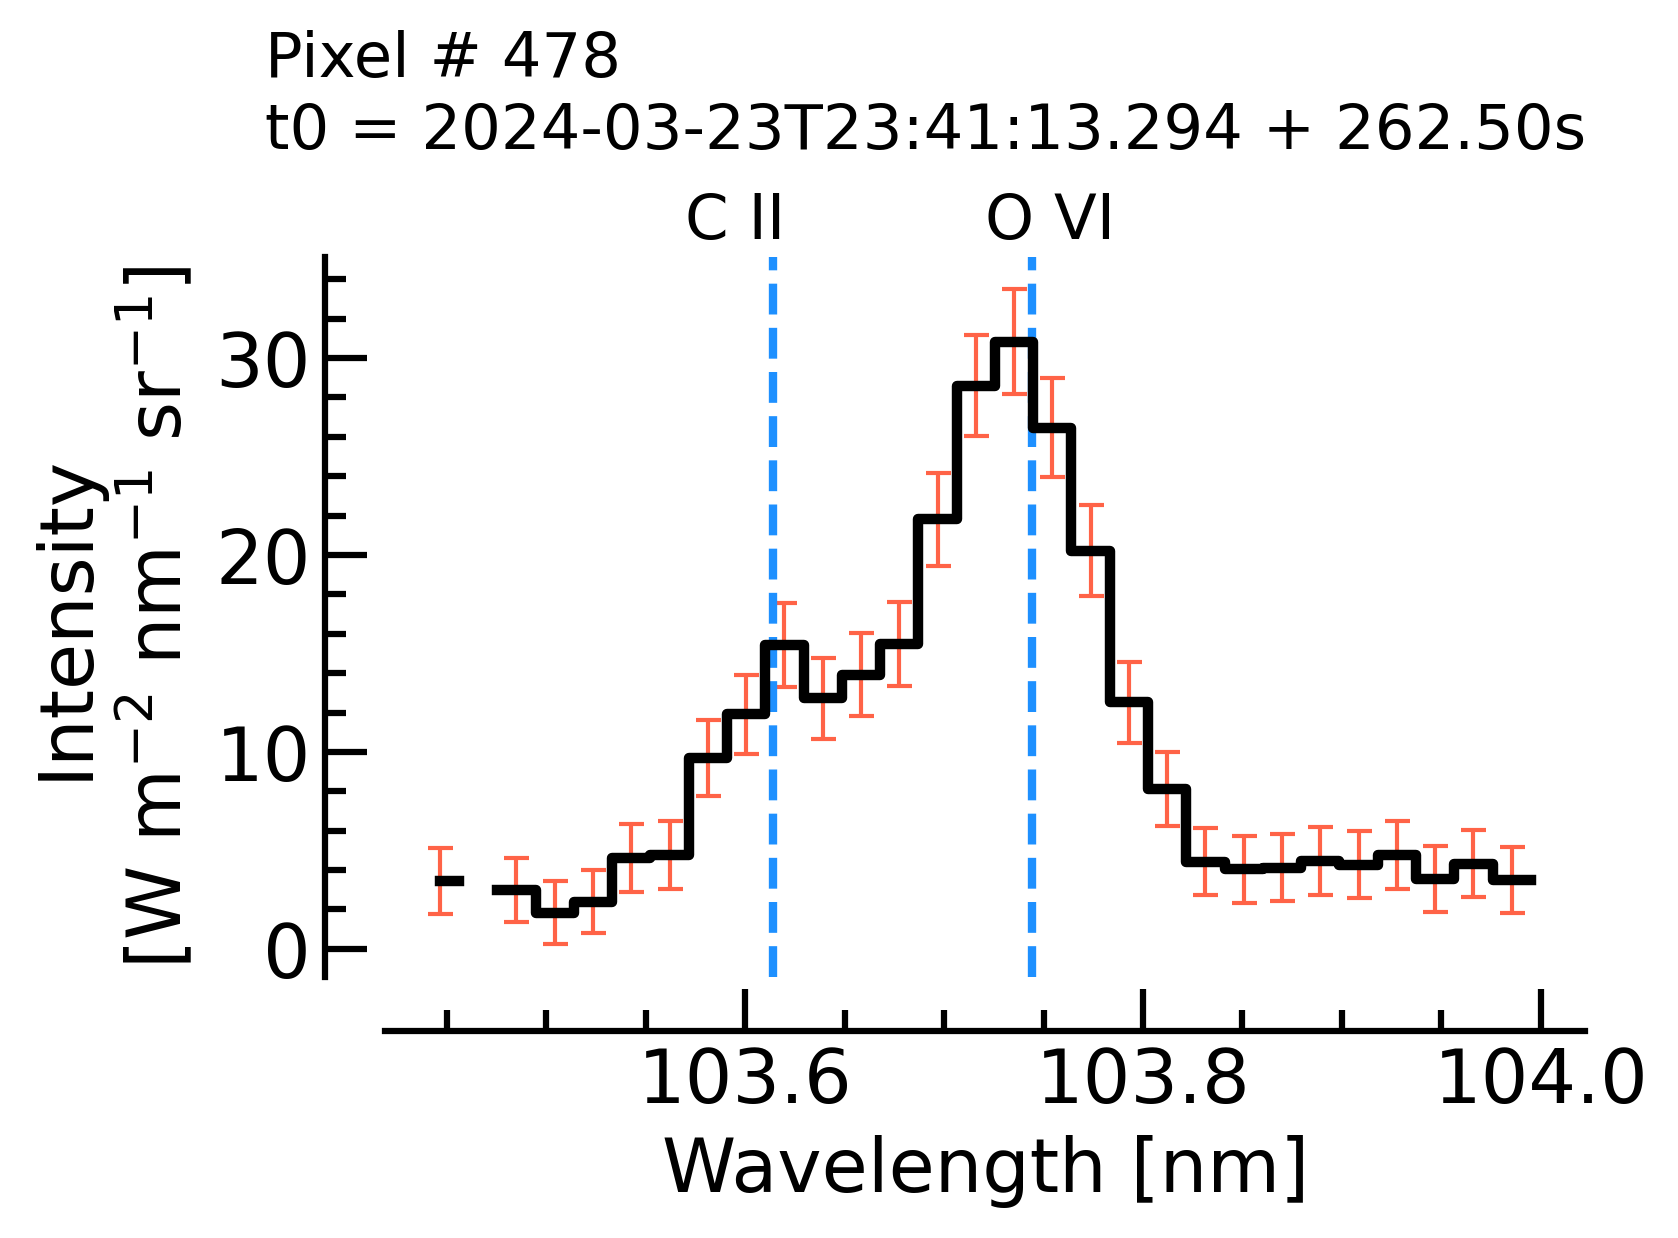 Pixel # 478
t0 = 2024-03-23T23:41:13.294 + 262.50s
C II
O VI
Intensity
[W m⁻² nm⁻¹ sr⁻¹]
30
20
10
0
103.6
103.8
104.0
Wavelength [nm]